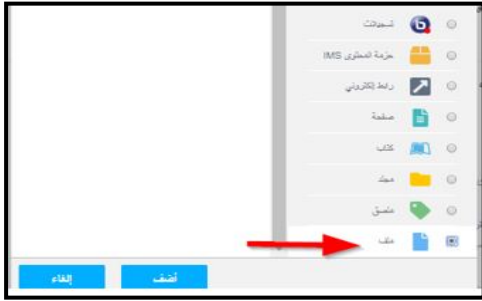 تسجيلات
حزمة المحتوى IMS
رابط إلكتروني
صفحة
كتاب
مجلد
ملصق
ملف
أضف
إلغاء